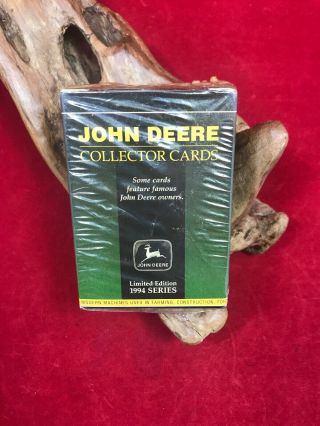 JOHN DEERE
COLLECTOR CARDS
Some cards
feature famous
John Deere owners.
JOHN DEERE
Limited Edition
1994 SERIES
MODERN MACHINES USED IN FARMING, CONSTRUCTION, FOR